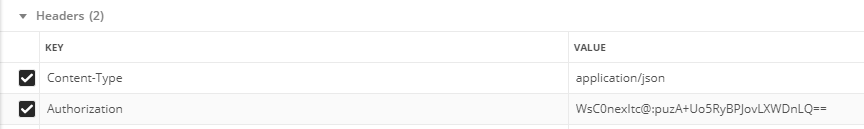 Headers (2)
KEY VALUE
Content-Type application/json
Authorization WsC0nexItc@:puzA+Uo5RyBPJovLXWDnLQ==